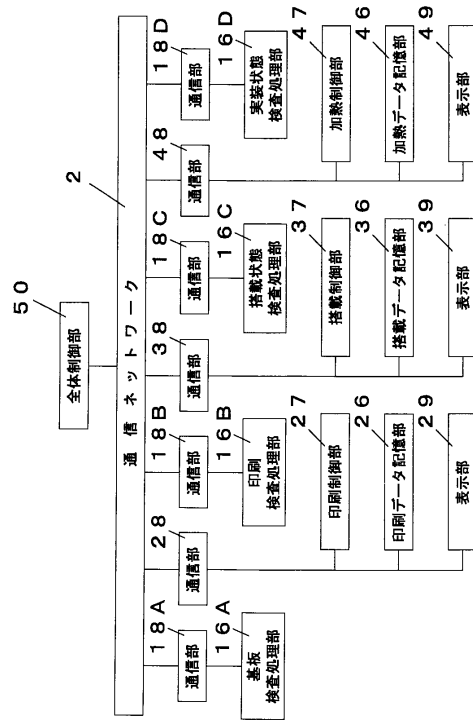 50
全体制御部
2
通信ネットワーク
18A
通信部
28
通信部
18B
通信部
38
通信部
18C
通信部
48
通信部
18D
通信部
16A
基板
検査処理部
16B
印刷
検査処理部
16C
搭載状態
検査処理部
16D
実装状態
検査処理部
27
印刷制御部
37
搭載制御部
47
加熱制御部
26
印刷データ記憶部
36
搭載データ記憶部
46
加熱データ記憶部
29
表示部
39
表示部
49
表示部